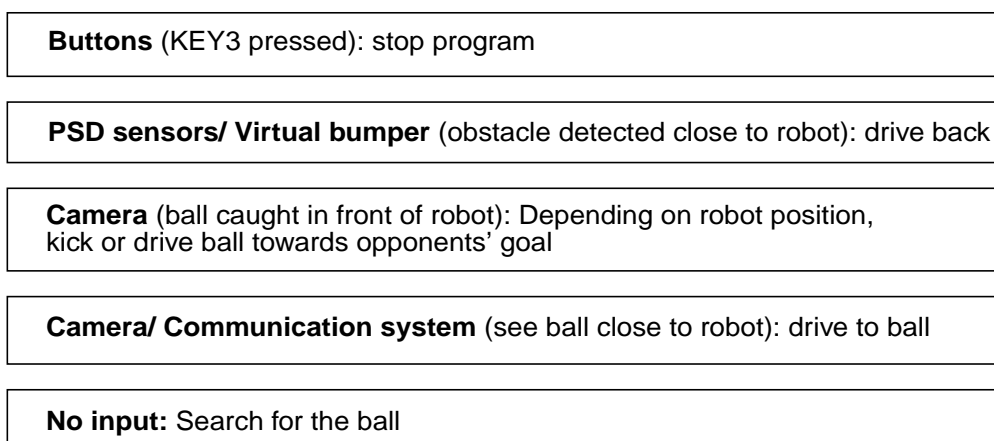 Buttons (KEY3 pressed): stop program
PSD sensors/ Virtual bumper (obstacle detected close to robot): drive back
Camera (ball caught in front of robot): Depending on robot position,
kick or drive ball towards opponents’ goal
Camera/ Communication system (see ball close to robot): drive to ball
No input: Search for the ball